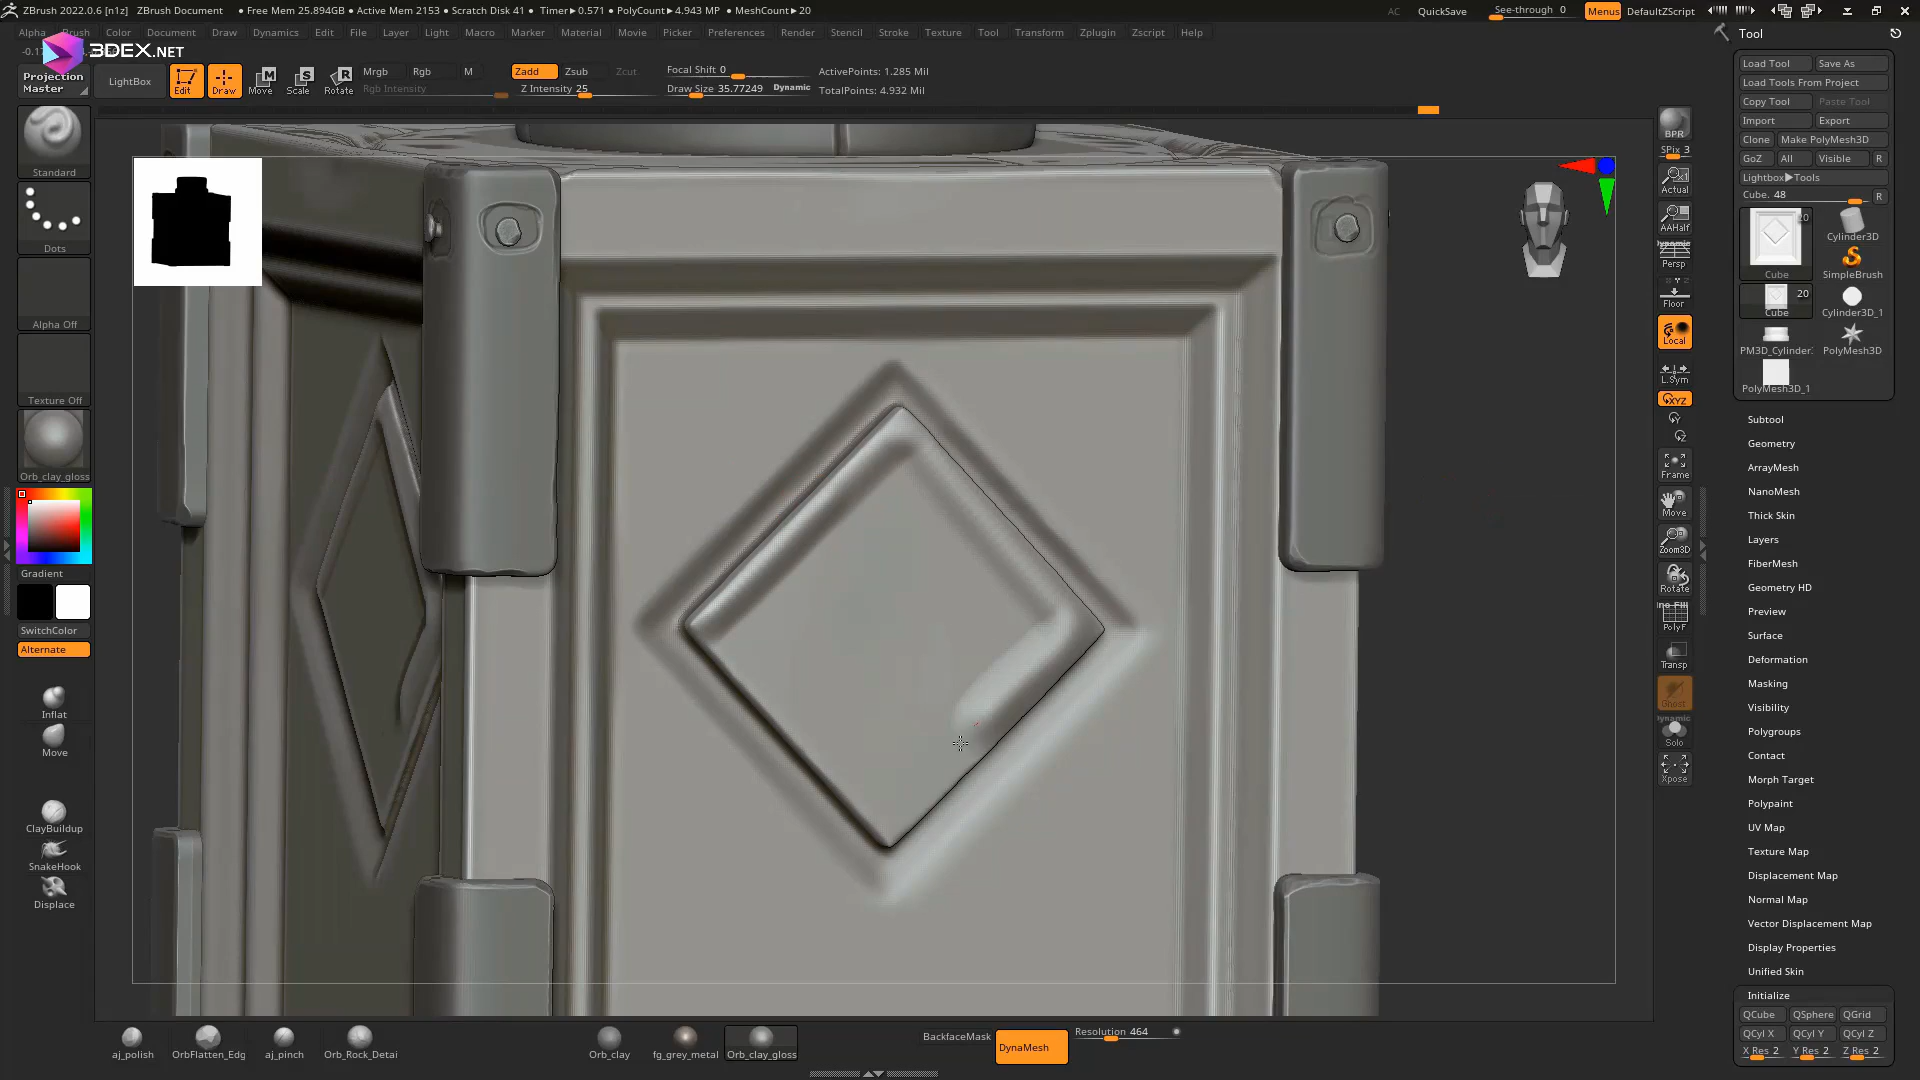 ZBrush 2022.0.6 [n1z] ZBrush Document • Free Mem 25.894GB • Active Mem 2153 • Scratch Disk 41 • Timer▸0.571 • PolyCount▸4.943 MP • MeshCount▸20 AC QuickSave See-through 0 Menus DefaultZScript
Alpha Brush Color Document Draw Dynamics Edit File Layer Light Macro Marker Material Movie Picker Preferences Render Stencil Stroke Texture Tool Transform Zplugin Zscript Help
3DEX.NET
Projection Master
LightBox
Edit
Draw
Move
Scale
Rotate
Mrgb Rgb M
Rgb Intensity
Zadd Zsub Zcut
Z Intensity 25
Focal Shift 0
Draw Size 35.77249 Dynamic
ActivePoints: 1.285 Mil
TotalPoints: 4.932 Mil
Standard
Dots
Alpha Off
Texture Off
Orb_clay_gloss
Gradient
SwitchColor
Alternate
Inflat
Move
ClayBuildup
SnakeHook
Displace
BPR
SPix 3
Actual
AAHalf
Dynamic
Persp
Floor
Local
L.Sym
XYZ
Frame
Move
Zoom3D
Rotate
Line Fill
PolyF
Transp
Ghost
Dynamic
Solo
Xpose
Tool
Load Tool Save As
Load Tools From Project
Copy Tool Paste Tool
Import Export
Clone Make PolyMesh3D
GoZ All Visible R
Lightbox▸Tools
Cube. 48 R
20
Cube
Cylinder3D
SimpleBrush
20
Cube
Cylinder3D_1
PM3D_Cylinder
PolyMesh3D
PolyMesh3D_1
Subtool
Geometry
ArrayMesh
NanoMesh
Thick Skin
Layers
FiberMesh
Geometry HD
Preview
Surface
Deformation
Masking
Visibility
Polygroups
Contact
Morph Target
Polypaint
UV Map
Texture Map
Displacement Map
Normal Map
Vector Displacement Map
Display Properties
Unified Skin
Initialize
QCube QSphere QGrid
QCyl X QCyl Y QCyl Z
X Res 2 Y Res 2 Z Res 2
aj_polish
OrbFlatten_Edg
aj_pinch
Orb_Rock_Detai
Orb_clay
fg_grey_metal
Orb_clay_gloss
BackfaceMask
DynaMesh
Resolution 464